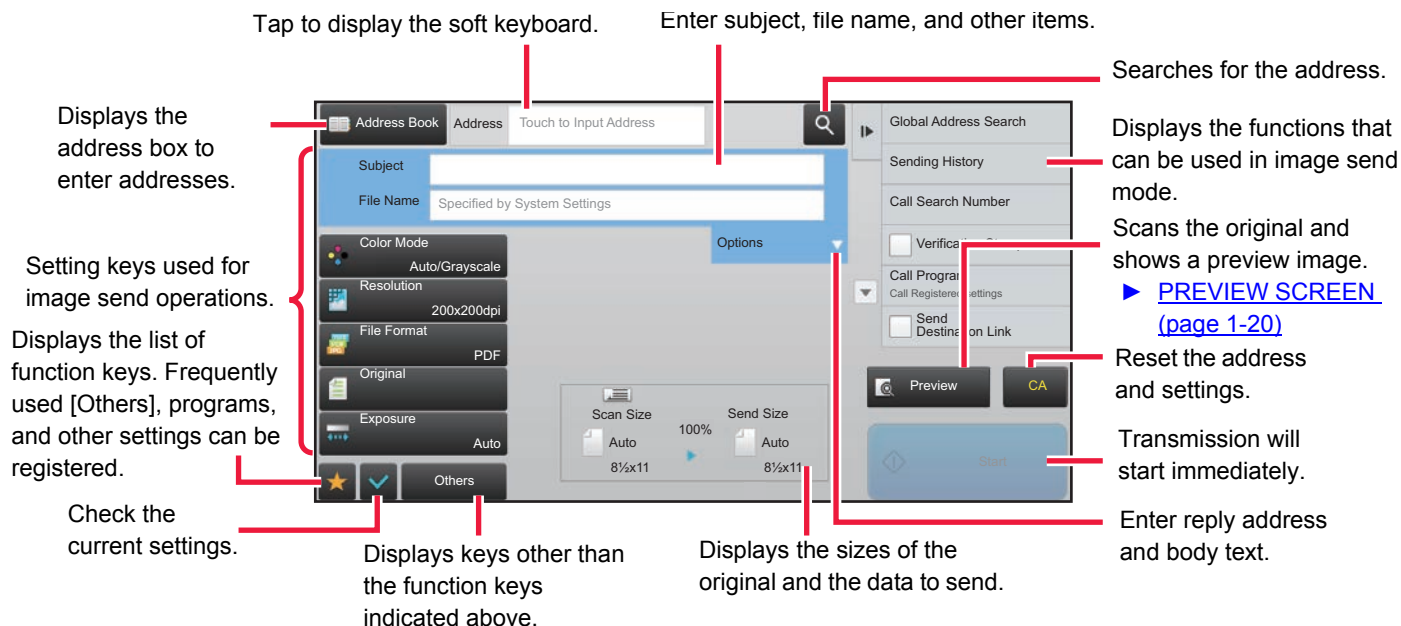 Tap to display the soft keyboard.
Enter subject, file name, and other items.
Searches for the address.
Displays the
address box to
enter addresses.
Address Book
Address
Touch to Input Address
Global Address Search
Displays the functions that
can be used in image send
mode.
Subject
Sending History
File Name
Specified by System Settings
Call Search Number
Scans the original and
shows a preview image.
► PREVIEW SCREEN
(page 1-20)
Setting keys used for
image send operations.
Color Mode
Auto/Grayscale
Options
Resolution
200x200dpi
Call Program
Call Registered settings
File Format
PDF
Send
Destination Link
Displays the list of
function keys. Frequently
used [Others], programs,
and other settings can be
registered.
Original
Preview
CA
Reset the address
and settings.
Exposure
Auto
Scan Size
Auto
8½x11
100%
Send Size
Auto
8½x11
Start
Transmission will
start immediately.
Others
Check the
current settings.
Displays keys other than
the function keys
indicated above.
Displays the sizes of the
original and the data to send.
Enter reply address
and body text.